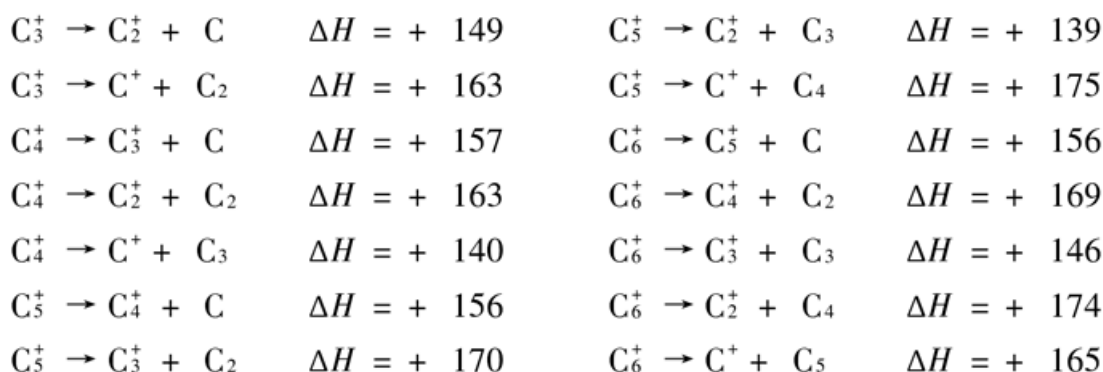 C₃⁺ → C₂⁺ + C ΔH = + 149
C₃⁺ → C⁺ + C₂ ΔH = + 163
C₄⁺ → C₃⁺ + C ΔH = + 157
C₄⁺ → C₂⁺ + C₂ ΔH = + 163
C₄⁺ → C⁺ + C₃ ΔH = + 140
C₅⁺ → C₄⁺ + C ΔH = + 156
C₅⁺ → C₃⁺ + C₂ ΔH = + 170
C₅⁺ → C₂⁺ + C₃ ΔH = + 139
C₅⁺ → C⁺ + C₄ ΔH = + 175
C₆⁺ → C₅⁺ + C ΔH = + 156
C₆⁺ → C₄⁺ + C₂ ΔH = + 169
C₆⁺ → C₃⁺ + C₃ ΔH = + 146
C₆⁺ → C₂⁺ + C₄ ΔH = + 174
C₆⁺ → C⁺ + C₅ ΔH = + 165